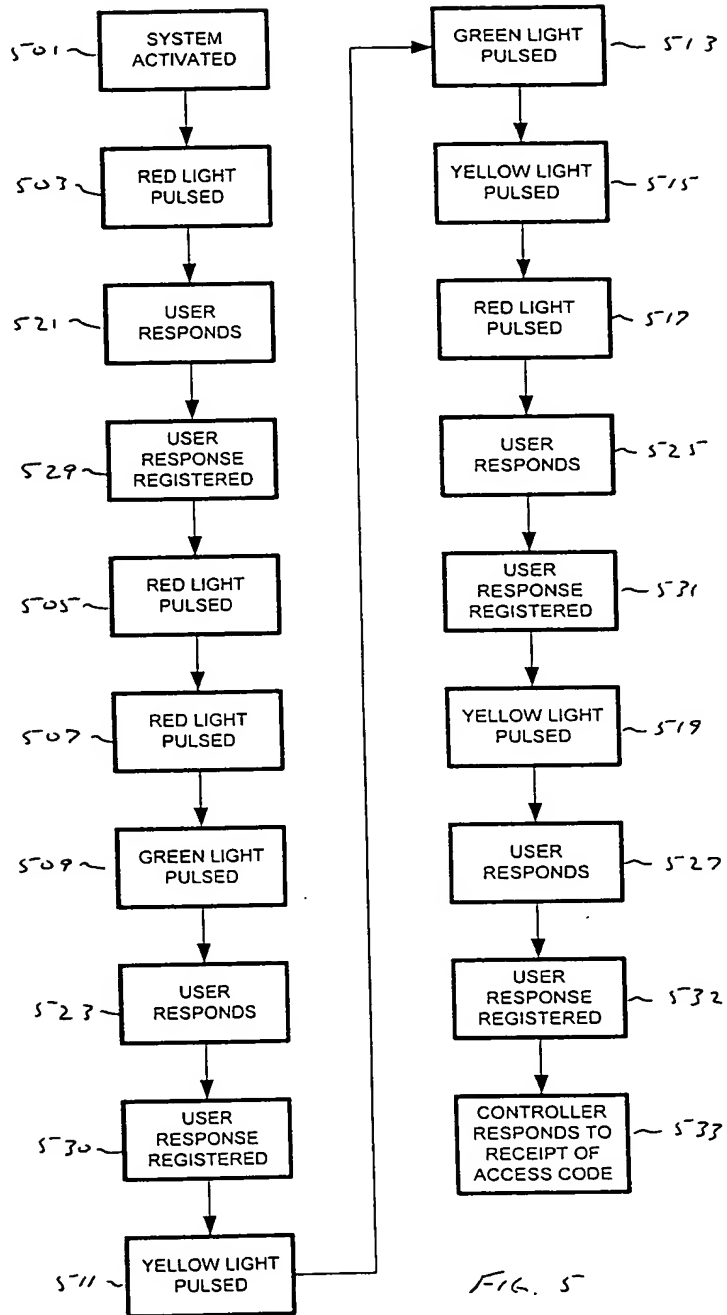 501
SYSTEM
ACTIVATED
503
RED LIGHT
PULSED
521
USER
RESPONDS
529
USER
RESPONSE
REGISTERED
505
RED LIGHT
PULSED
507
RED LIGHT
PULSED
509
GREEN LIGHT
PULSED
523
USER
RESPONDS
530
USER
RESPONSE
REGISTERED
511
YELLOW LIGHT
PULSED
GREEN LIGHT
PULSED
513
YELLOW LIGHT
PULSED
515
RED LIGHT
PULSED
517
USER
RESPONDS
525
USER
RESPONSE
REGISTERED
531
YELLOW LIGHT
PULSED
519
USER
RESPONDS
527
USER
RESPONSE
REGISTERED
532
CONTROLLER
RESPONDS TO
RECEIPT OF
ACCESS CODE
533
FIG. 5